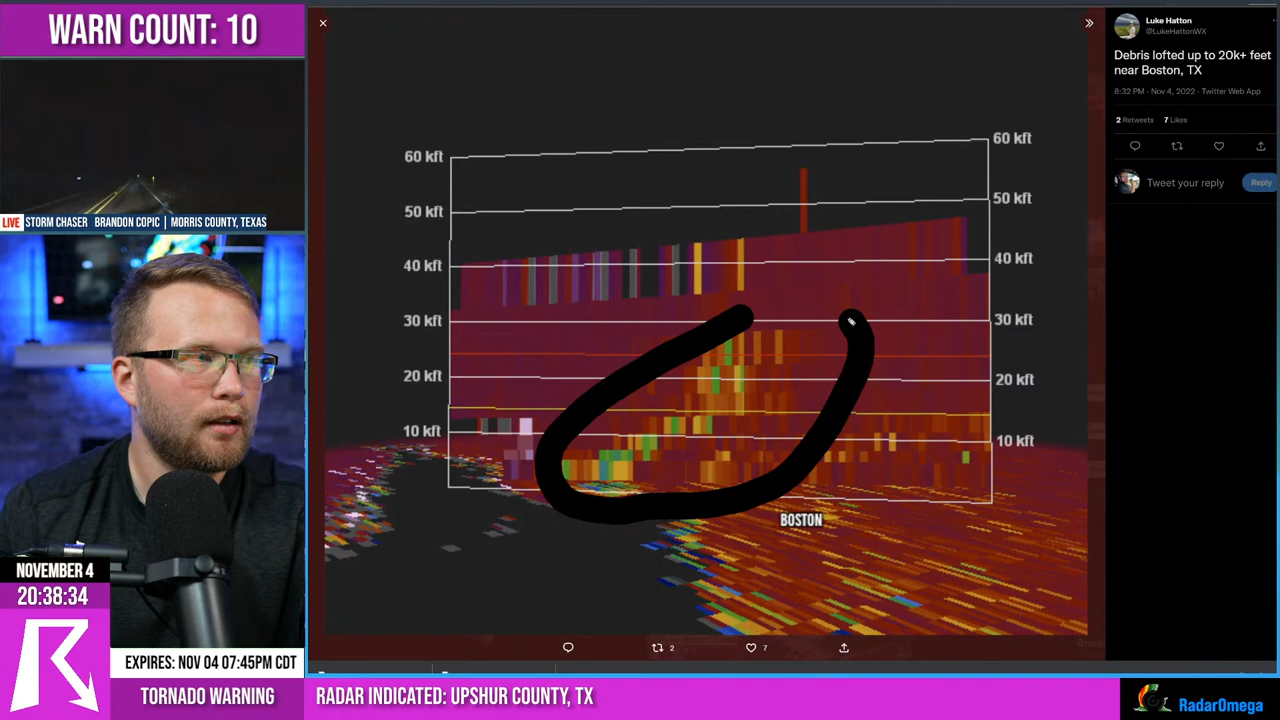 WARN COUNT: 10
LIVE STORM CHASER BRANDON COPIC | MORRIS COUNTY, TEXAS
Luke Hatton
@LukeHattonWX
Debris lofted up to 20k+ feet
near Boston, TX
8:32 PM · Nov 4, 2022 · Twitter Web App
2 Retweets 7 Likes
Tweet your reply
Reply
60 kft
60 kft
50 kft
50 kft
40 kft
40 kft
30 kft
30 kft
20 kft
20 kft
10 kft
10 kft
BOSTON
2
7
NOVEMBER 4
20:38:34
EXPIRES: NOV 04 07:45PM CDT
TORNADO WARNING
RADAR INDICATED: UPSHUR COUNTY, TX
RadarOmega